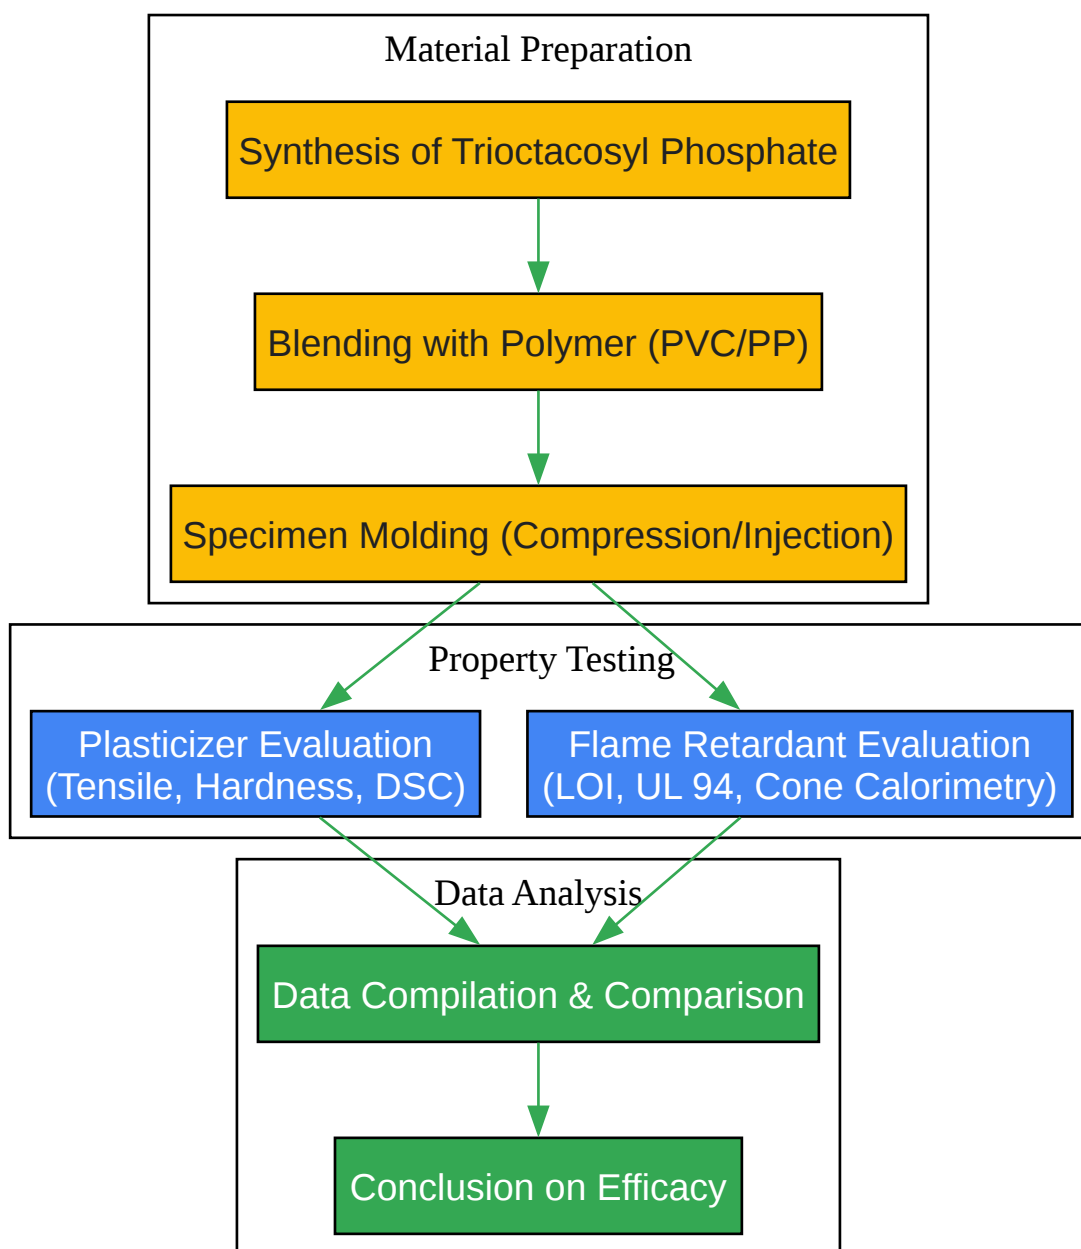 Material Preparation
Synthesis of Trioctacosyl Phosphate
Blending with Polymer (PVC/PP)
Specimen Molding (Compression/Injection)
Property Testing
Plasticizer Evaluation
(Tensile, Hardness, DSC)
Flame Retardant Evaluation
(LOI, UL 94, Cone Calorimetry)
Data Analysis
Data Compilation & Comparison
Conclusion on Efficacy